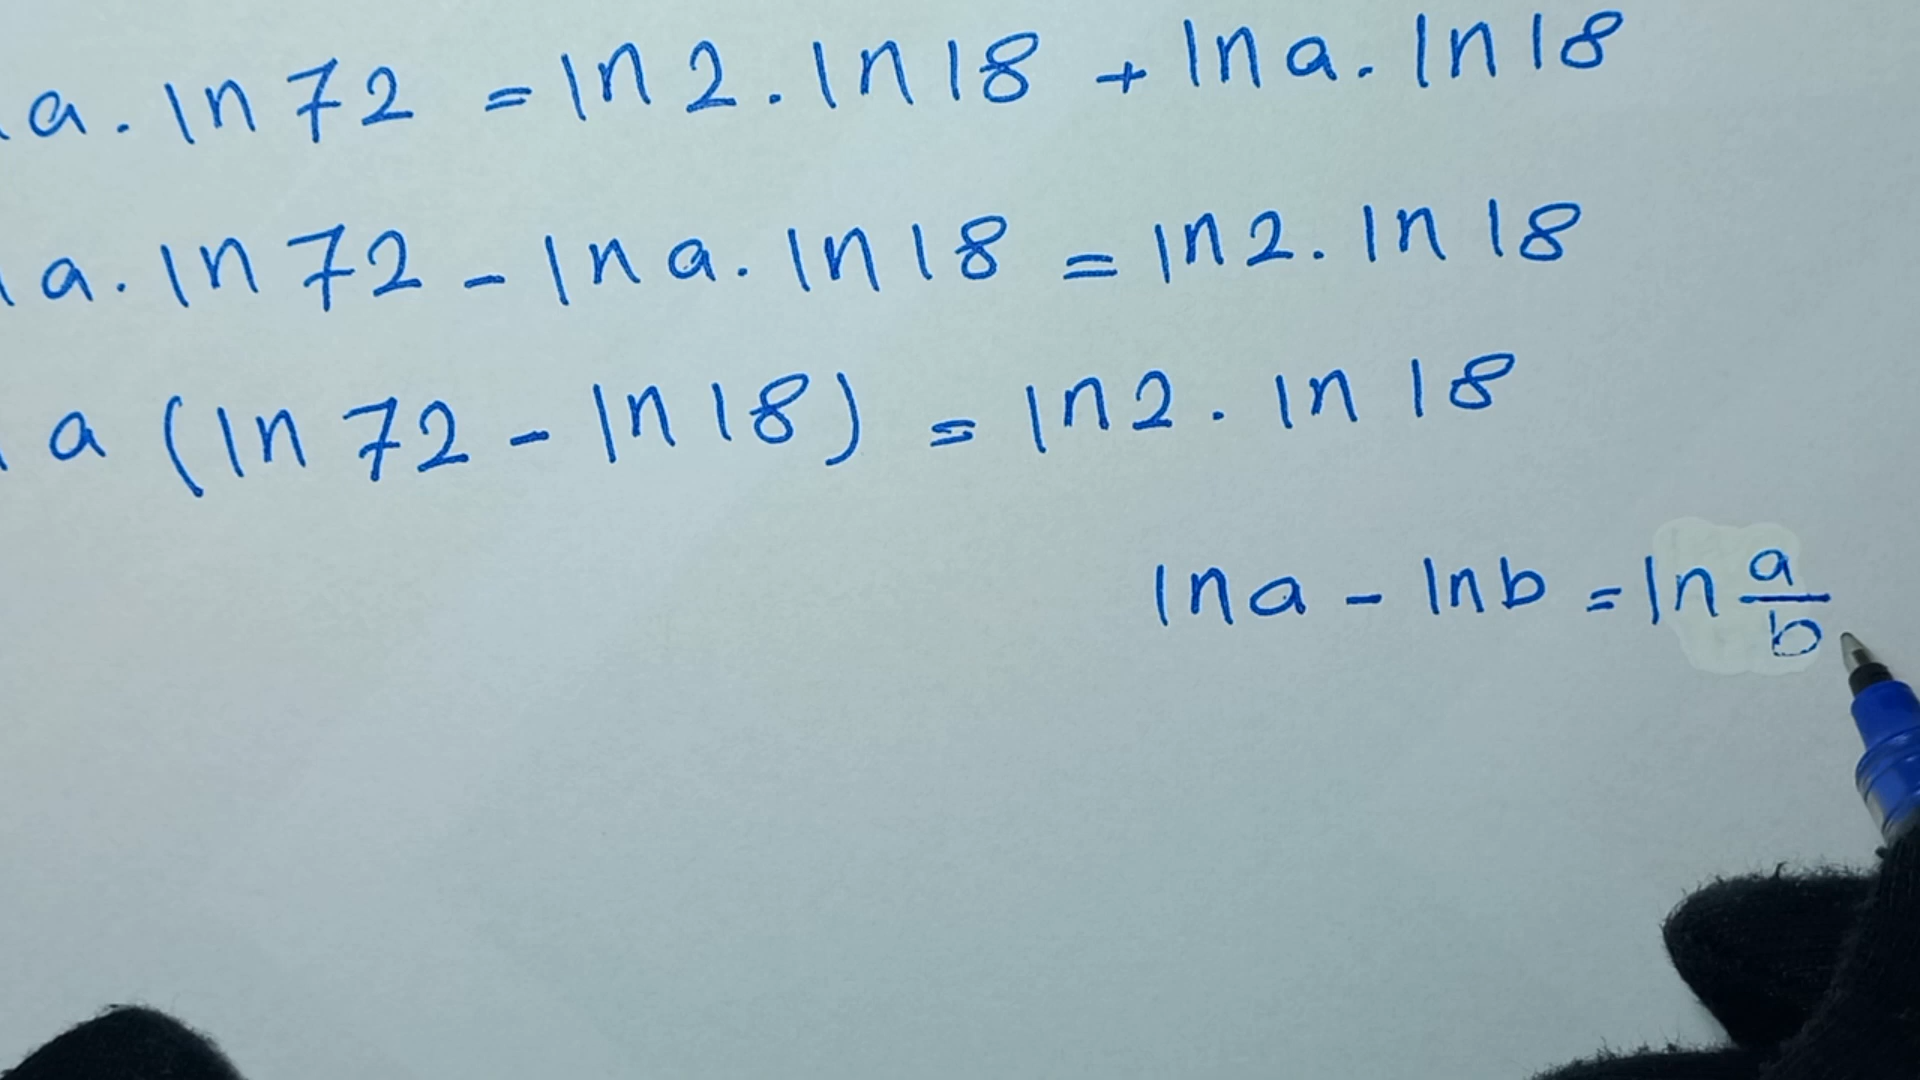 a . ln 72 = ln 2 . ln 18 + ln a . ln 18
a . ln 72 - ln a . ln 18 = ln 2 . ln 18
a (ln 72 - ln 18) = ln 2 . ln 18
ln a - ln b = ln a/b